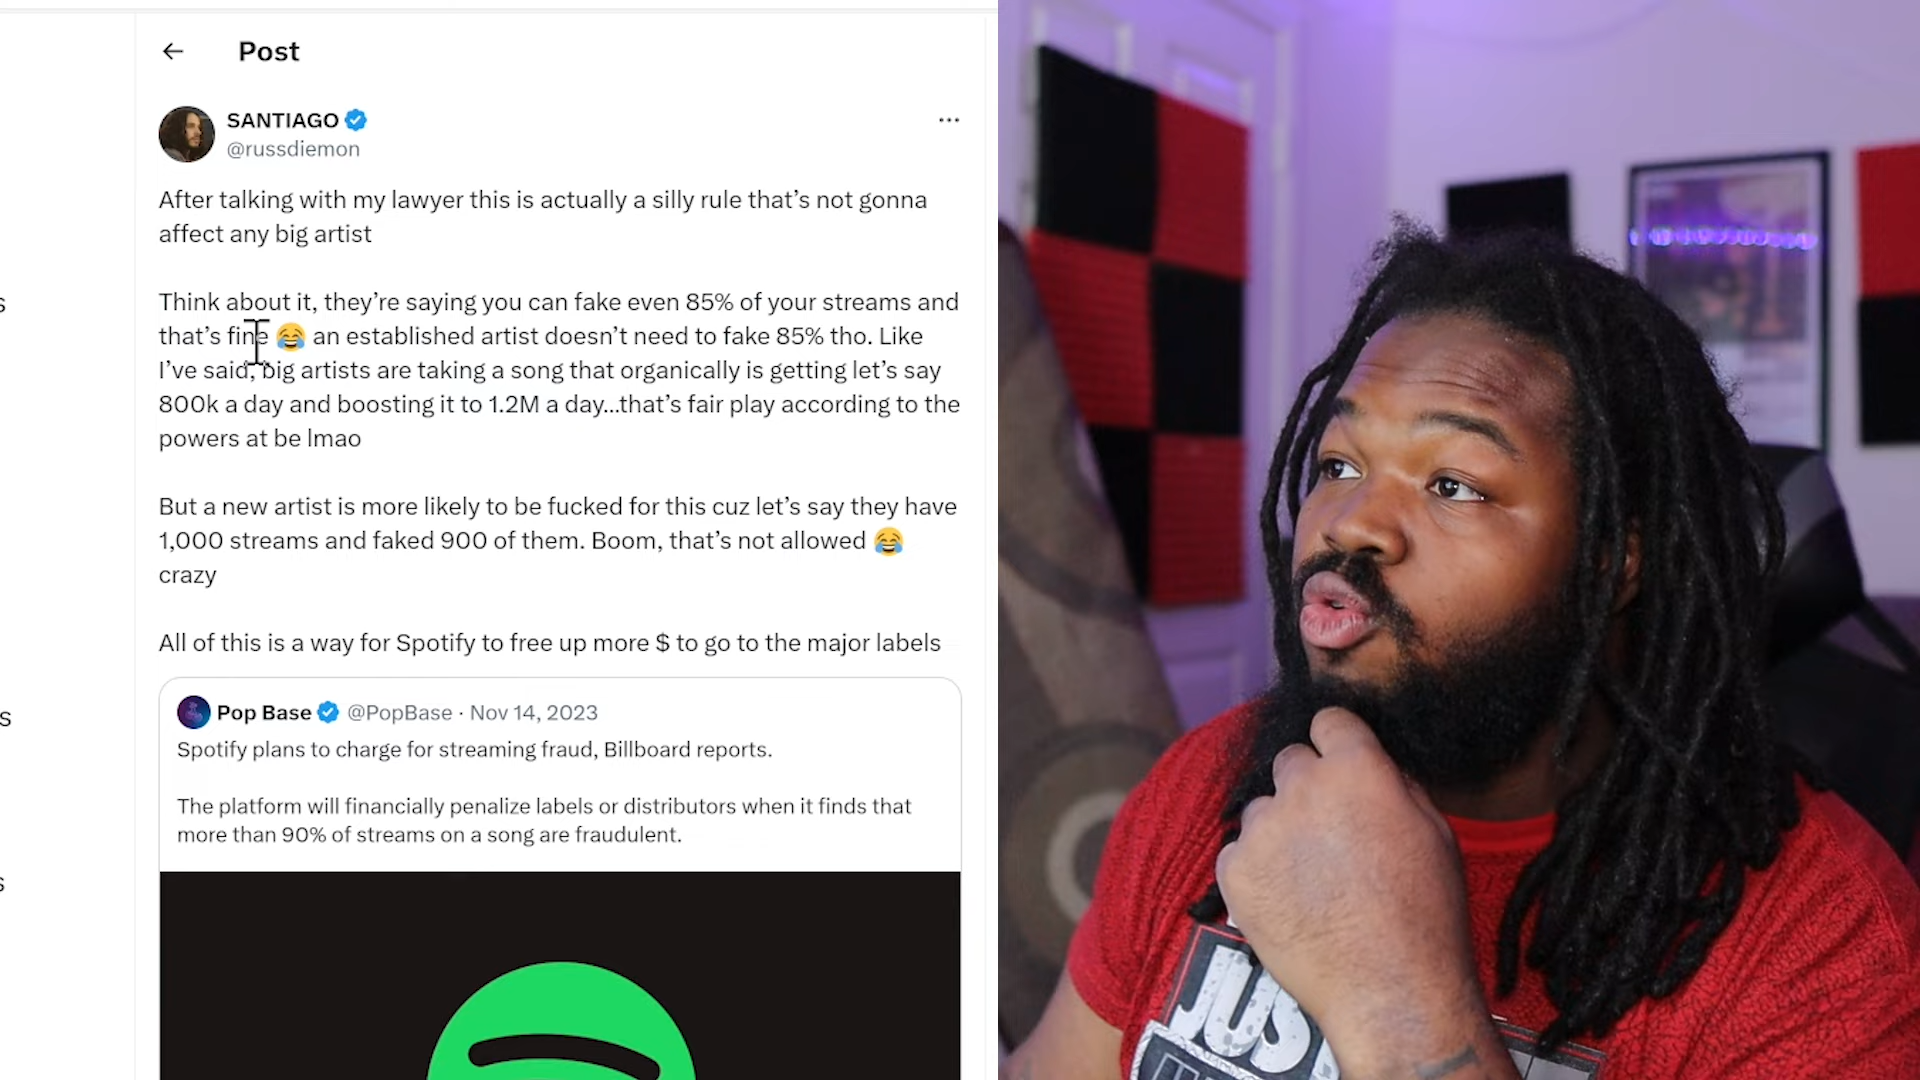 Post
SANTIAGO
@russdiemon
After talking with my lawyer this is actually a silly rule that’s not gonna
affect any big artist
Think about it, they’re saying you can fake even 85% of your streams and
that’s fine 😂 an established artist doesn’t need to fake 85% tho. Like
I’ve said, big artists are taking a song that organically is getting let’s say
800k a day and boosting it to 1.2M a day...that’s fair play according to the
powers at be lmao
But a new artist is more likely to be fucked for this cuz let’s say they have
1,000 streams and faked 900 of them. Boom, that’s not allowed 😂
crazy
All of this is a way for Spotify to free up more $ to go to the major labels
Pop Base @PopBase · Nov 14, 2023
Spotify plans to charge for streaming fraud, Billboard reports.
The platform will financially penalize labels or distributors when it finds that
more than 90% of streams on a song are fraudulent.
s
s
s
JUS